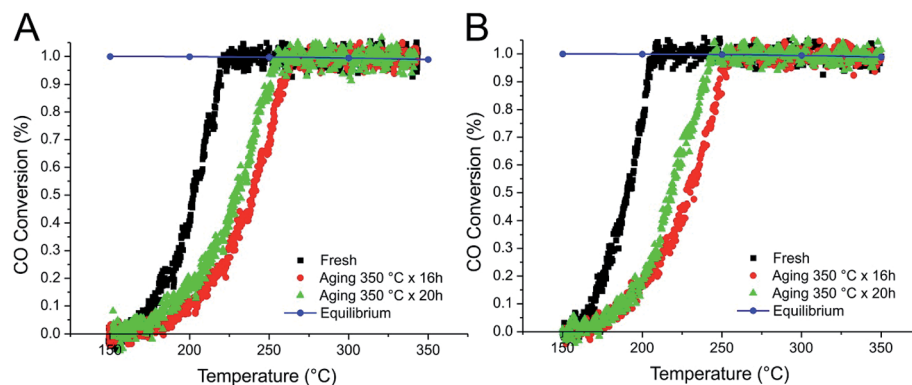 A
CO Conversion (%)
1.0
0.9
0.8
0.7
0.6
0.5
0.4
0.3
0.2
0.1
0.0
Fresh
Aging 350 °C x 16h
Aging 350 °C x 20h
Equilibrium
150 200 250 300 350
Temperature (°C)
B
CO Conversion (%)
1.0
0.9
0.8
0.7
0.6
0.5
0.4
0.3
0.2
0.1
0.0
Fresh
Aging 350 °C x 16h
Aging 350 °C x 20h
Equilibrium
150 200 250 300 350
Temperature (°C)